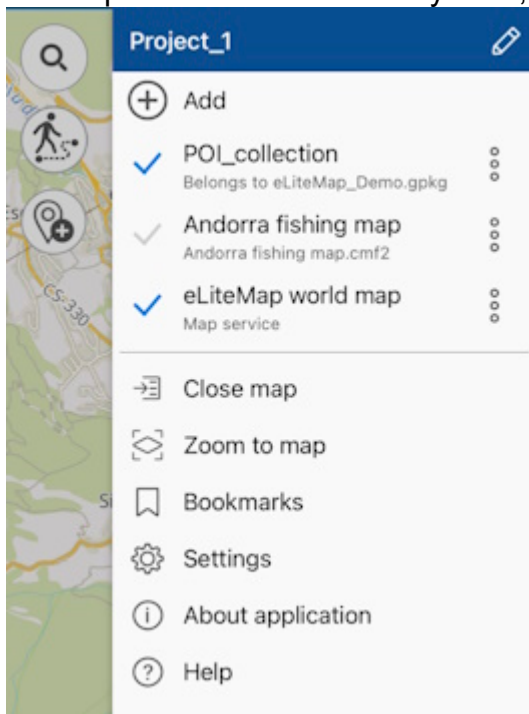 Project_1
Add
POI_collection
Belongs to eLiteMap_Demo.gpkg
Andorra fishing map
Andorra fishing map.cmf2
eLiteMap world map
Map service
CS-330
Close map
Zoom to map
Bookmarks
Settings
About application
Help